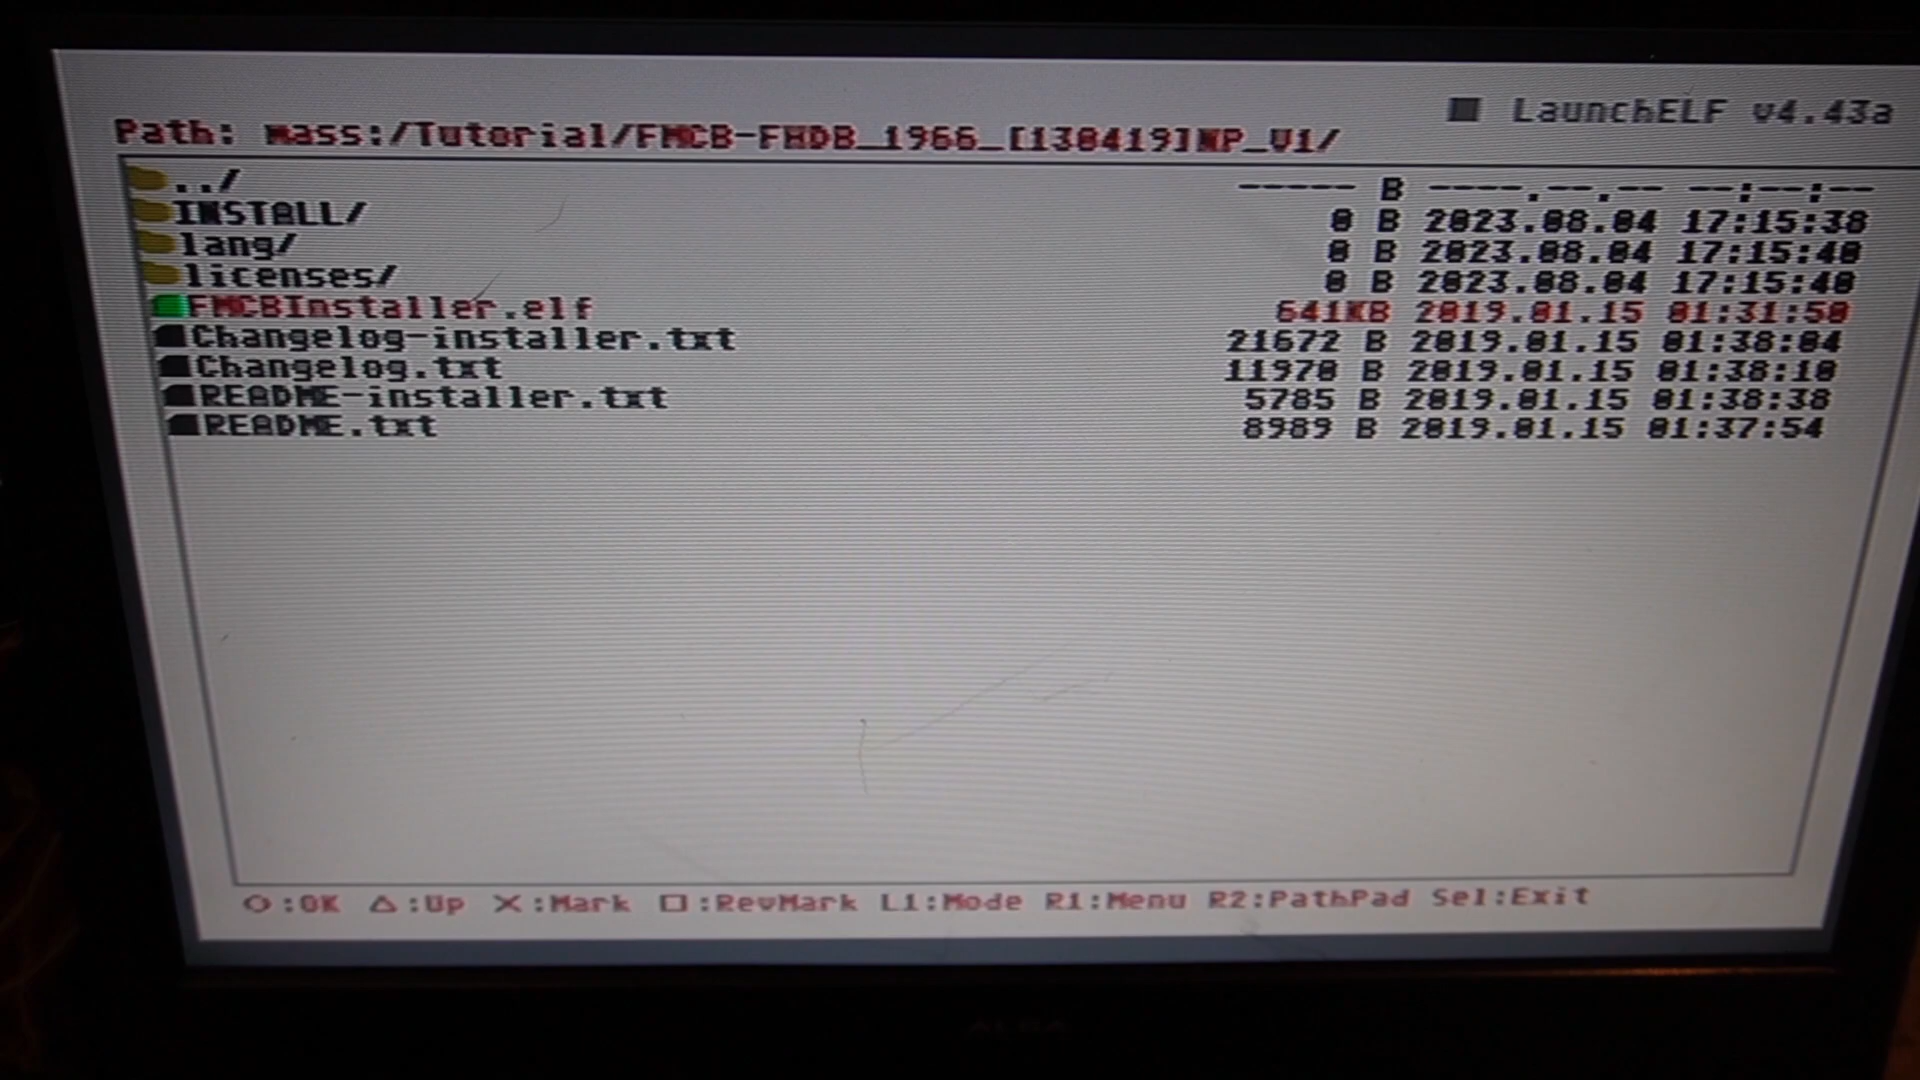 LaunchELF v4.43a
Path: mass:/Tutorial/FMCB-FHDB_1966_[130419]NP_V1/
../ ----- B ----.--.-- --:--:--
INSTALL/ 0 B 2023.08.04 17:15:38
lang/ 0 B 2023.08.04 17:15:40
licenses/ 0 B 2023.08.04 17:15:40
FMCBInstaller.elf 641KB 2019.01.15 01:31:50
Changelog-installer.txt 21672 B 2019.01.15 01:38:04
Changelog.txt 11970 B 2019.01.15 01:38:10
README-installer.txt 5785 B 2019.01.15 01:38:38
README.txt 8989 B 2019.01.15 01:37:54
○:OK △:Up ×:Mark □:RevMark L1:Mode R1:Menu R2:PathPad Sel:Exit